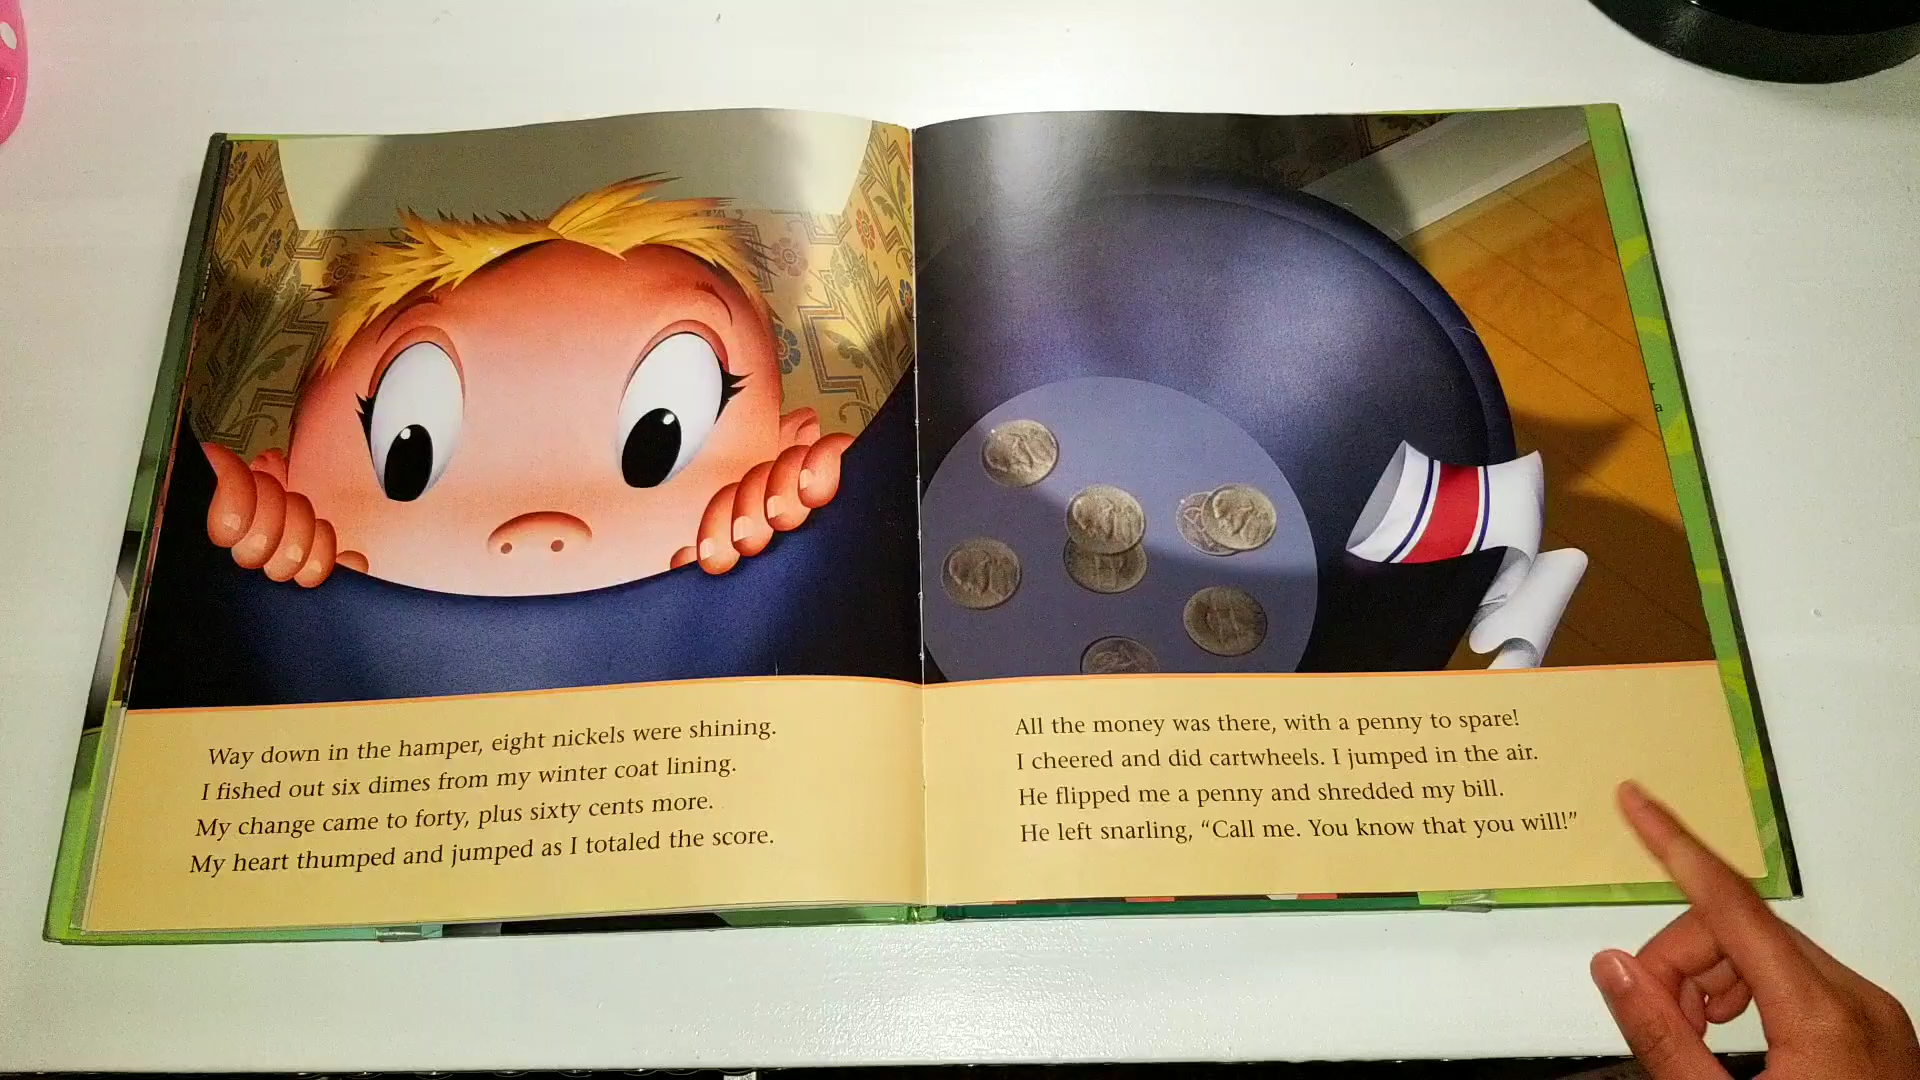 Way down in the hamper, eight nickels were shining.
I fished out six dimes from my winter coat lining.
My change came to forty, plus sixty cents more.
My heart thumped and jumped as I totaled the score.
All the money was there, with a penny to spare!
I cheered and did cartwheels. I jumped in the air.
He flipped me a penny and shredded my bill.
He left snarling, “Call me. You know that you will!”